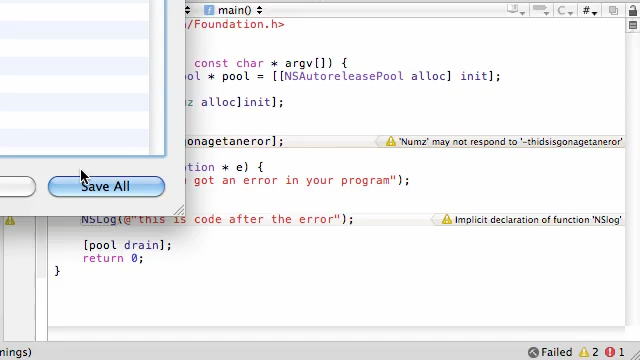 main()
/Foundation.h>
const char * argv[]) {
ol * pool = [[NSAutoreleasePool alloc] init];
z alloc]init];
gonagetaneror];
'Numz' may not respond to '~thidsisgonagetaneror'
ption * e) {
got an error in your program");
Save All
NSLog(@"this is code after the error");
Implicit declaration of function 'NSlog'
[pool drain];
return 0;
}
nings)
Failed 2 1